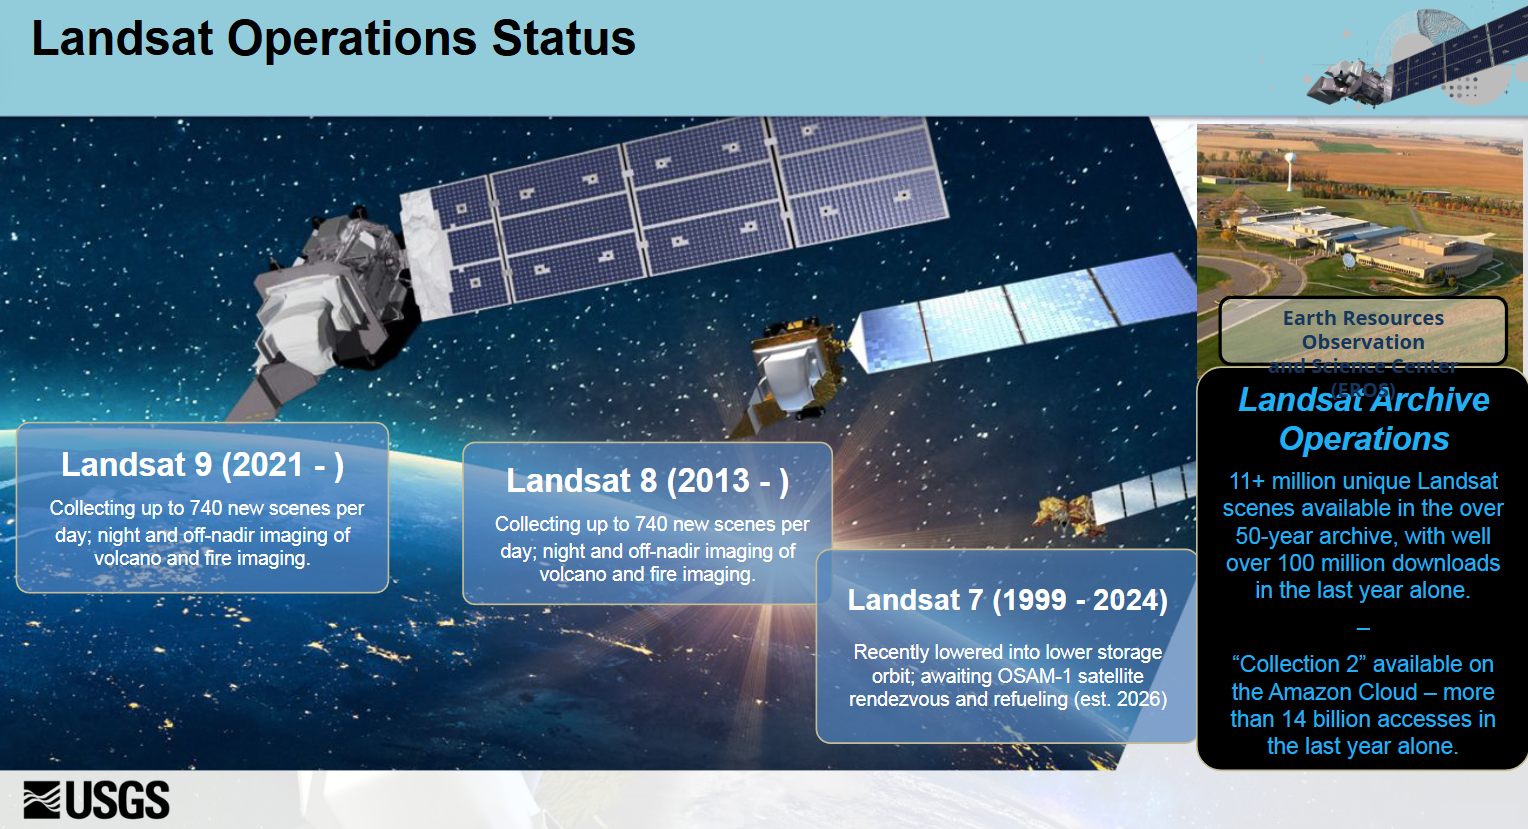 Landsat Operations Status
Landsat 9 (2021 - )
Collecting up to 740 new scenes per
day; night and off-nadir imaging of
volcano and fire imaging.
Landsat 8 (2013 - )
Collecting up to 740 new scenes per
day; night and off-nadir imaging of
volcano and fire imaging.
Landsat 7 (1999 - 2024)
Recently lowered into lower storage
orbit; awaiting OSAM-1 satellite
rendezvous and refueling (est. 2026)
Earth Resources
Observation
and Science Center
(EROS)
Landsat Archive
Operations
11+ million unique Landsat
scenes available in the over
50-year archive, with well
over 100 million downloads
in the last year alone.
–
“Collection 2” available on
the Amazon Cloud – more
than 14 billion accesses in
the last year alone.
USGS